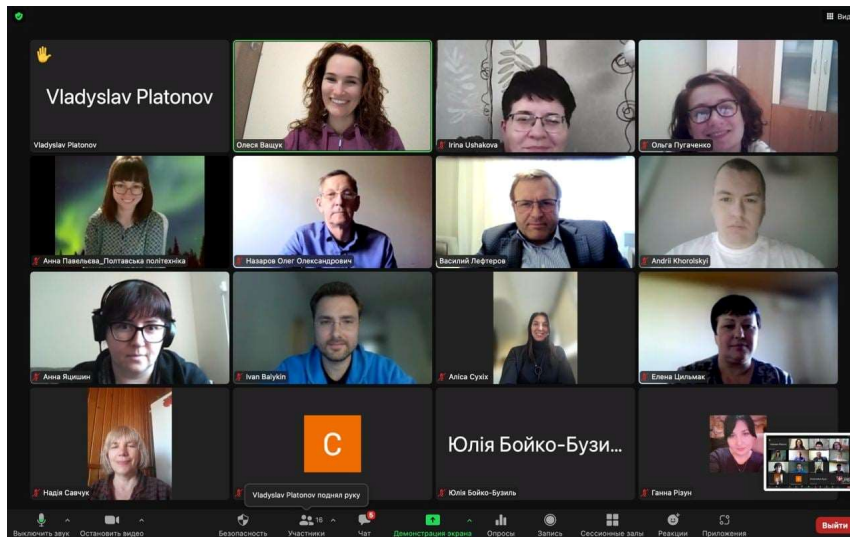 Вид
Vladyslav Platonov
Vladyslav Platonov
Олеся Ващук
Irina Ushakova
Ольга Пугаченко
Анна Павельєва_Полтавська політехніка
Назаров Олег Олександрович
Василий Лефтеров
Andrii Khorolskyi
Анна Яцишин
Ivan Balykin
Аліса Сухіх
Елена Цильмак
C
Юлія Бойко-Бузи...
Надія Савчук
Юлія Бойко-Бузиль
Ганна Різун
Vladyslav Platonov поднял руку
16
5
Выключить звук
Остановить видео
Безопасность
Участники
Чат
Демонстрация экрана
Опросы
Запись
Сессионные залы
Реакции
Приложения
Выйти